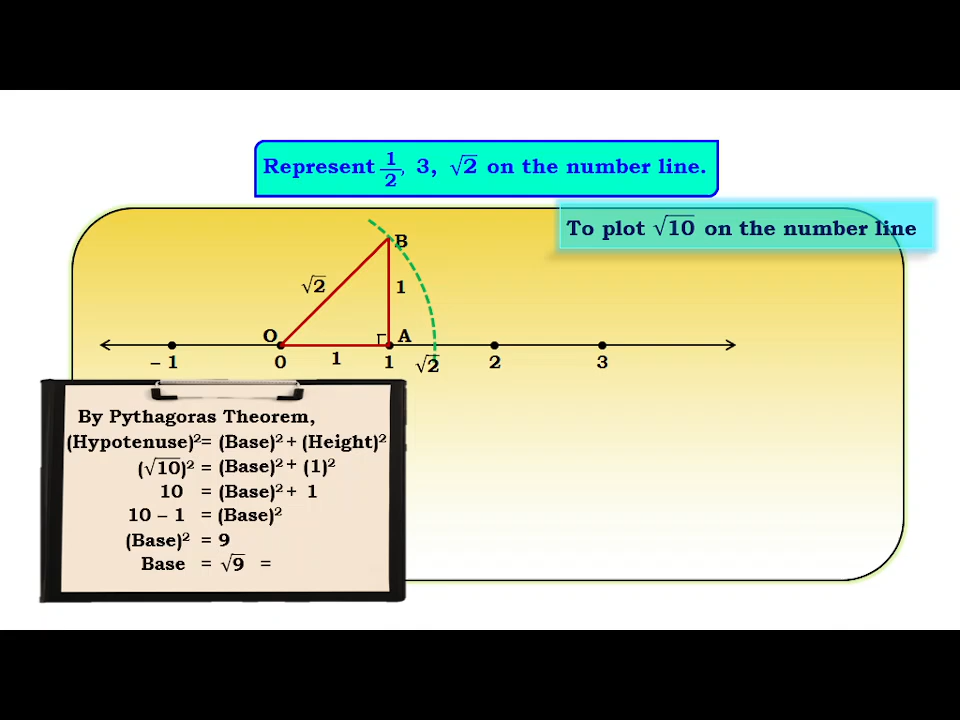 Represent 1/2, 3, √2 on the number line.
To plot √10 on the number line
B
√2
1
O
A
– 1
0
1
1
√2
2
3
By Pythagoras Theorem,
(Hypotenuse)² = (Base)² + (Height)²
(√10)² = (Base)² + (1)²
10 = (Base)² + 1
10 – 1 = (Base)²
(Base)² = 9
Base = √9 =